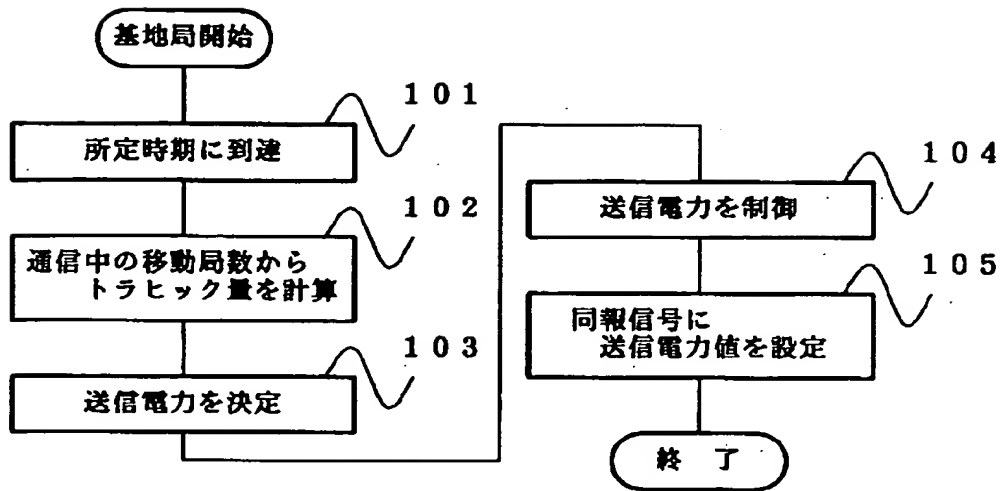 基地局開始
101
所定時期に到達
102
通信中の移動局数から
トラヒック量を計算
103
送信電力を決定
104
送信電力を制御
105
同報信号に
送信電力値を設定
終 了